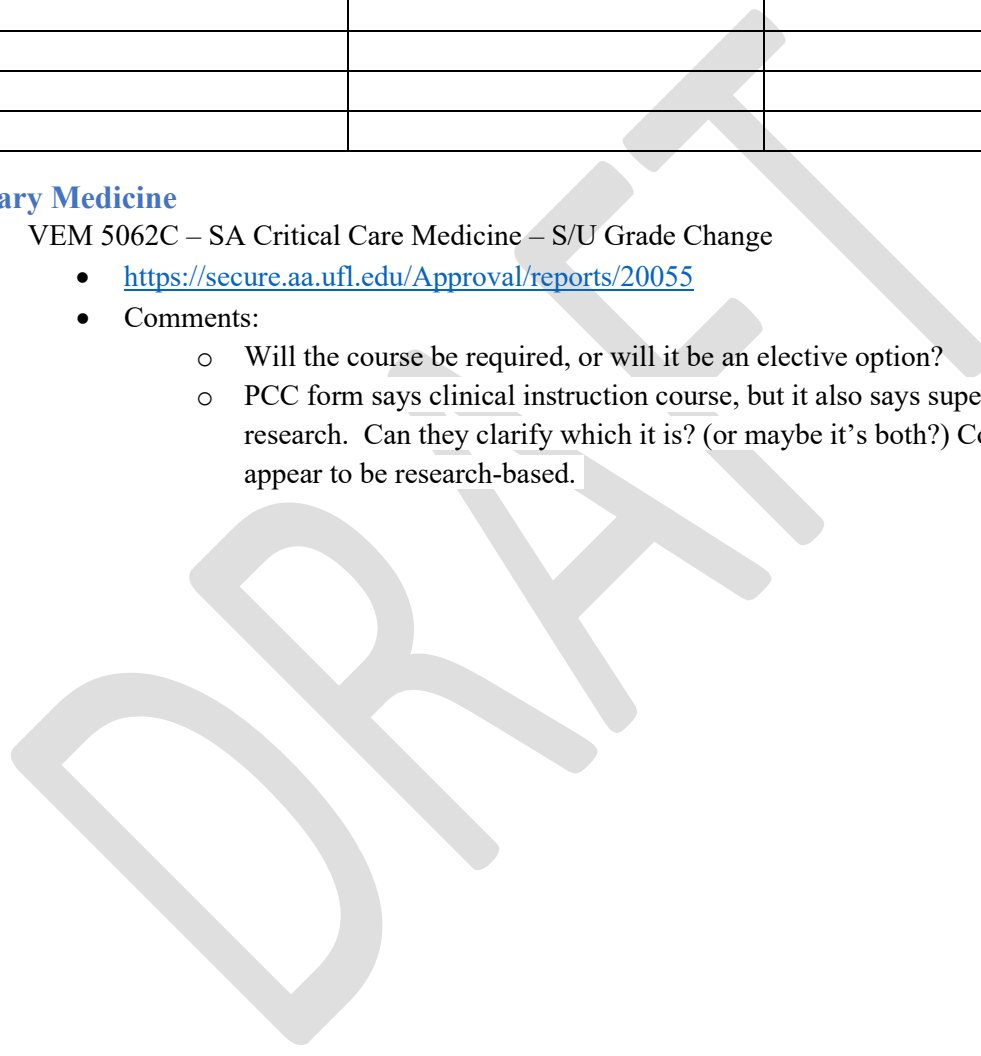 ary Medicine
VEM 5062C – SA Critical Care Medicine – S/U Grade Change
• https://secure.aa.ufl.edu/Approval/reports/20055
• Comments:
o Will the course be required, or will it be an elective option?
o PCC form says clinical instruction course, but it also says supe
research.  Can they clarify which it is? (or maybe it’s both?) Co
appear to be research-based.
DRAFT